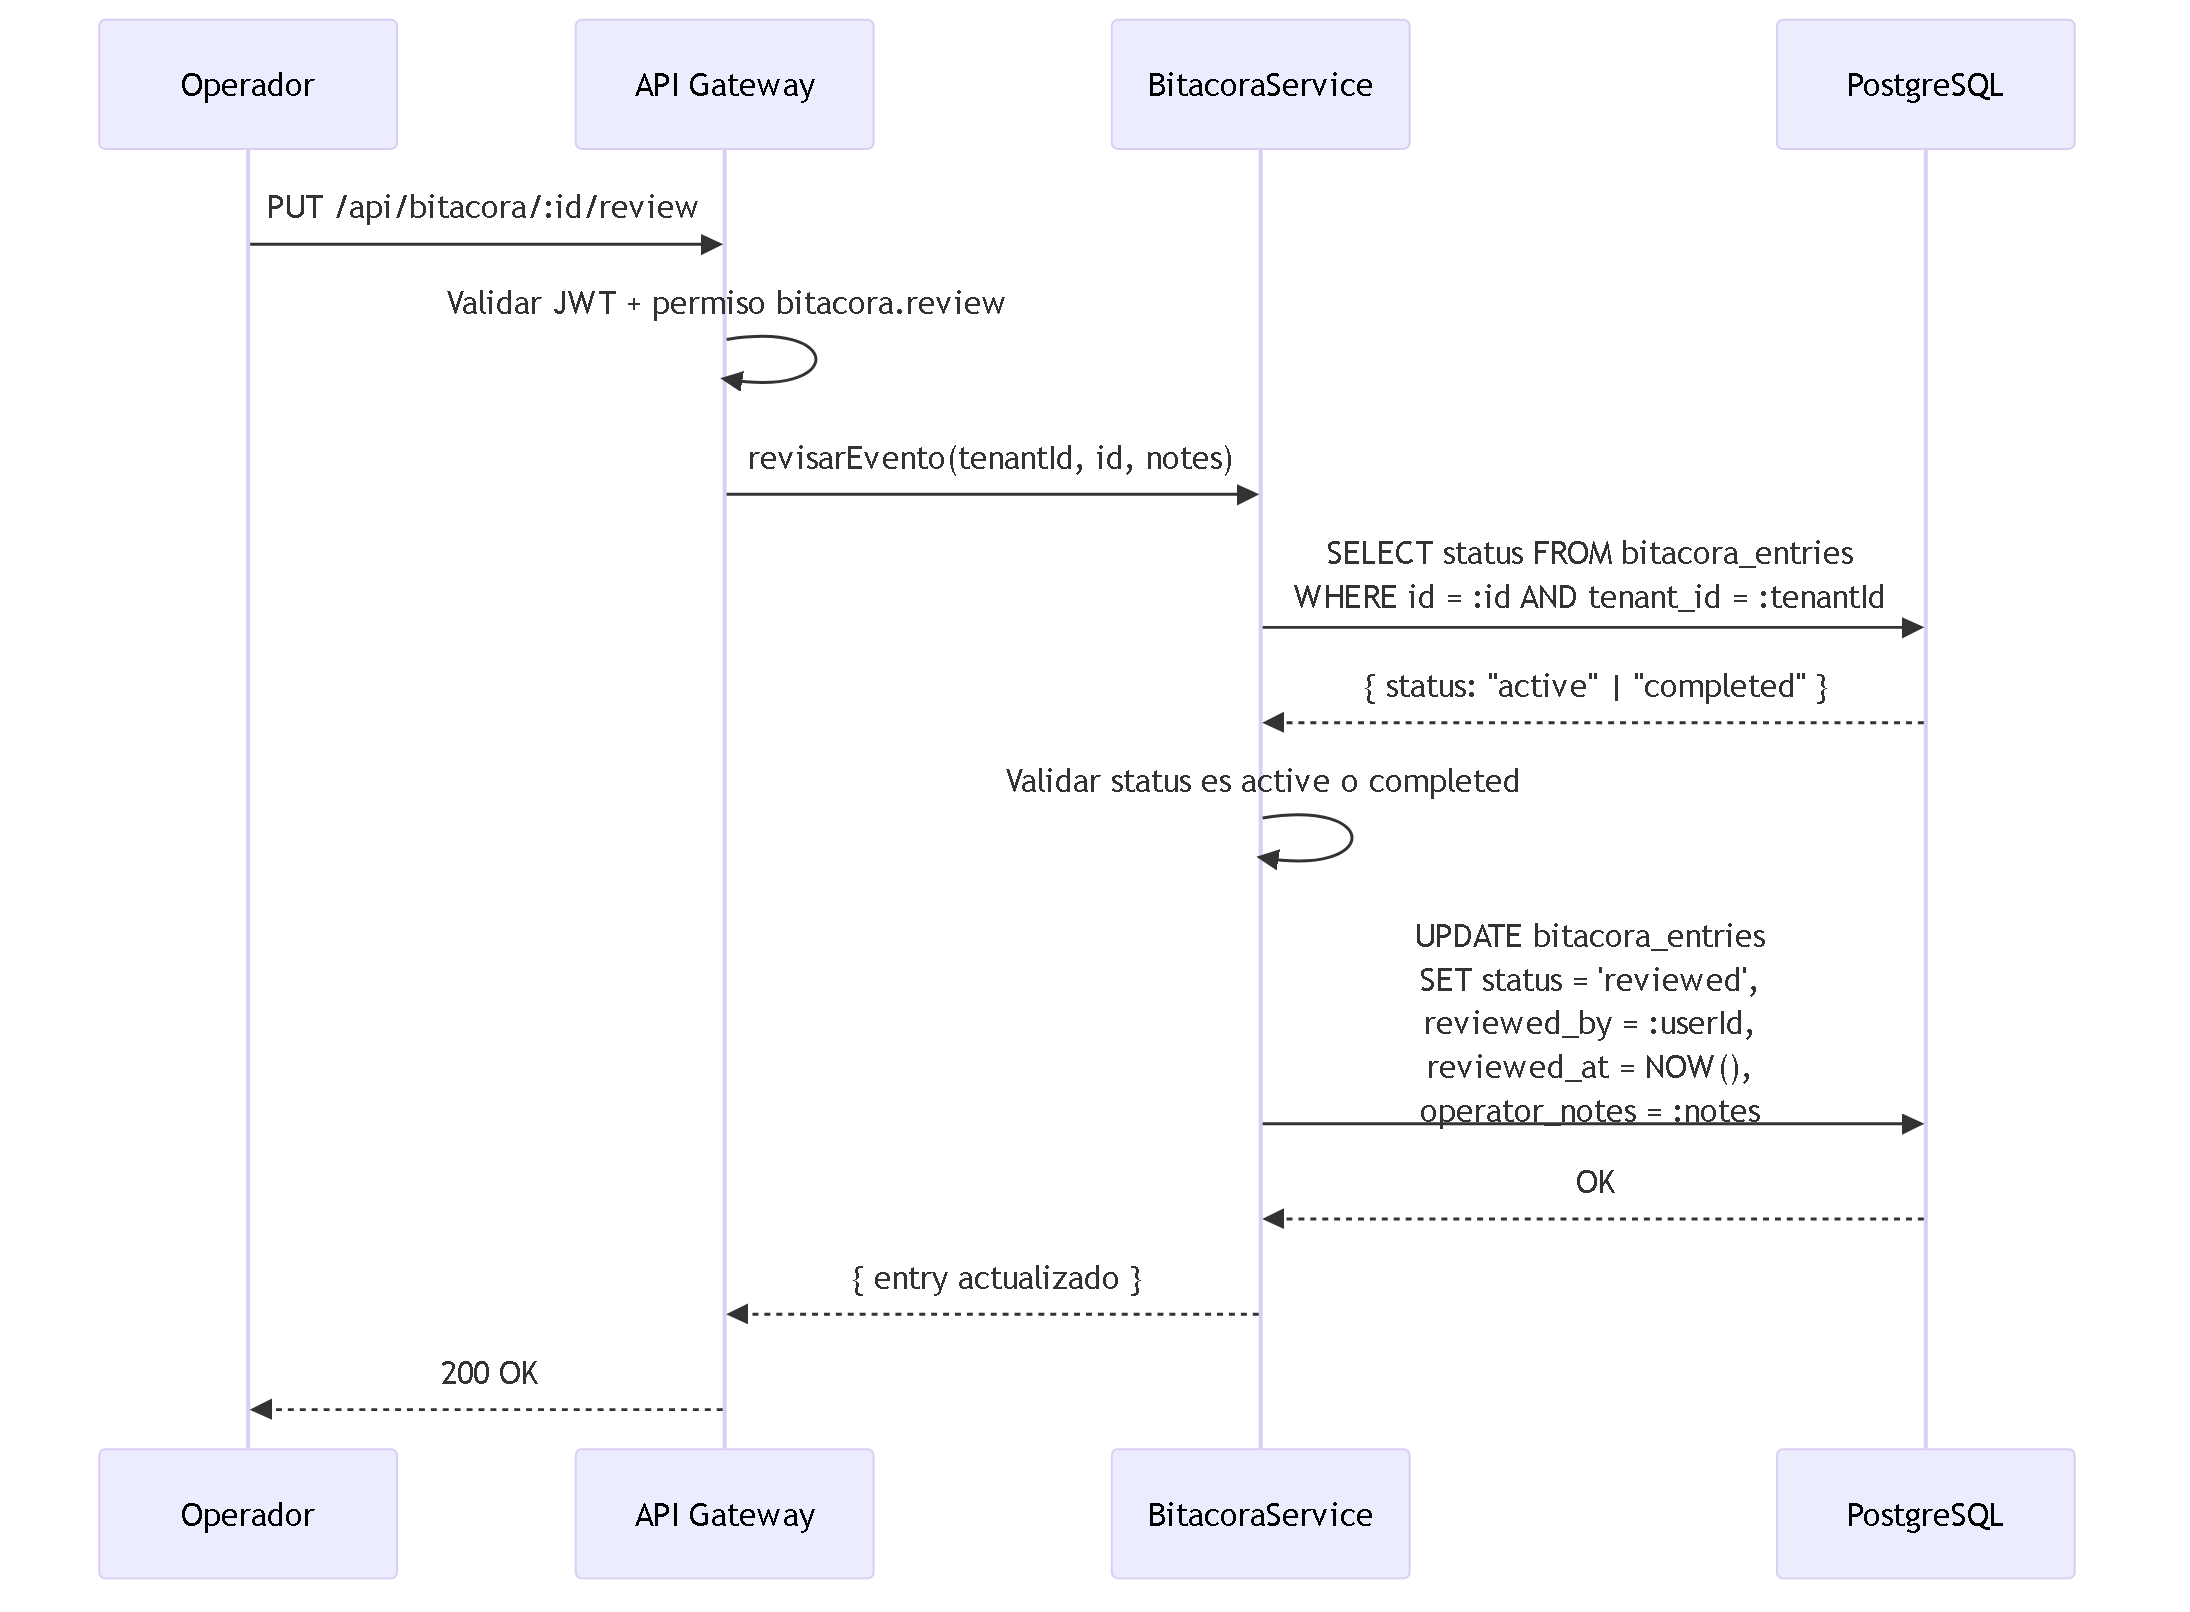 Operador
API Gateway
BitacoraService
PostgreSQL
PUT /api/bitacora/:id/review
Validar JWT + permiso bitacora.review
revisarEvento(tenantId, id, notes)
SELECT status FROM bitacora_entries
WHERE id = :id AND tenant_id = :tenantId
{ status: "active" | "completed" }
Validar status es active o completed
UPDATE bitacora_entries
SET status = 'reviewed',
reviewed_by = :userId,
reviewed_at = NOW(),
operator_notes = :notes
OK
{ entry actualizado }
200 OK
Operador
API Gateway
BitacoraService
PostgreSQL